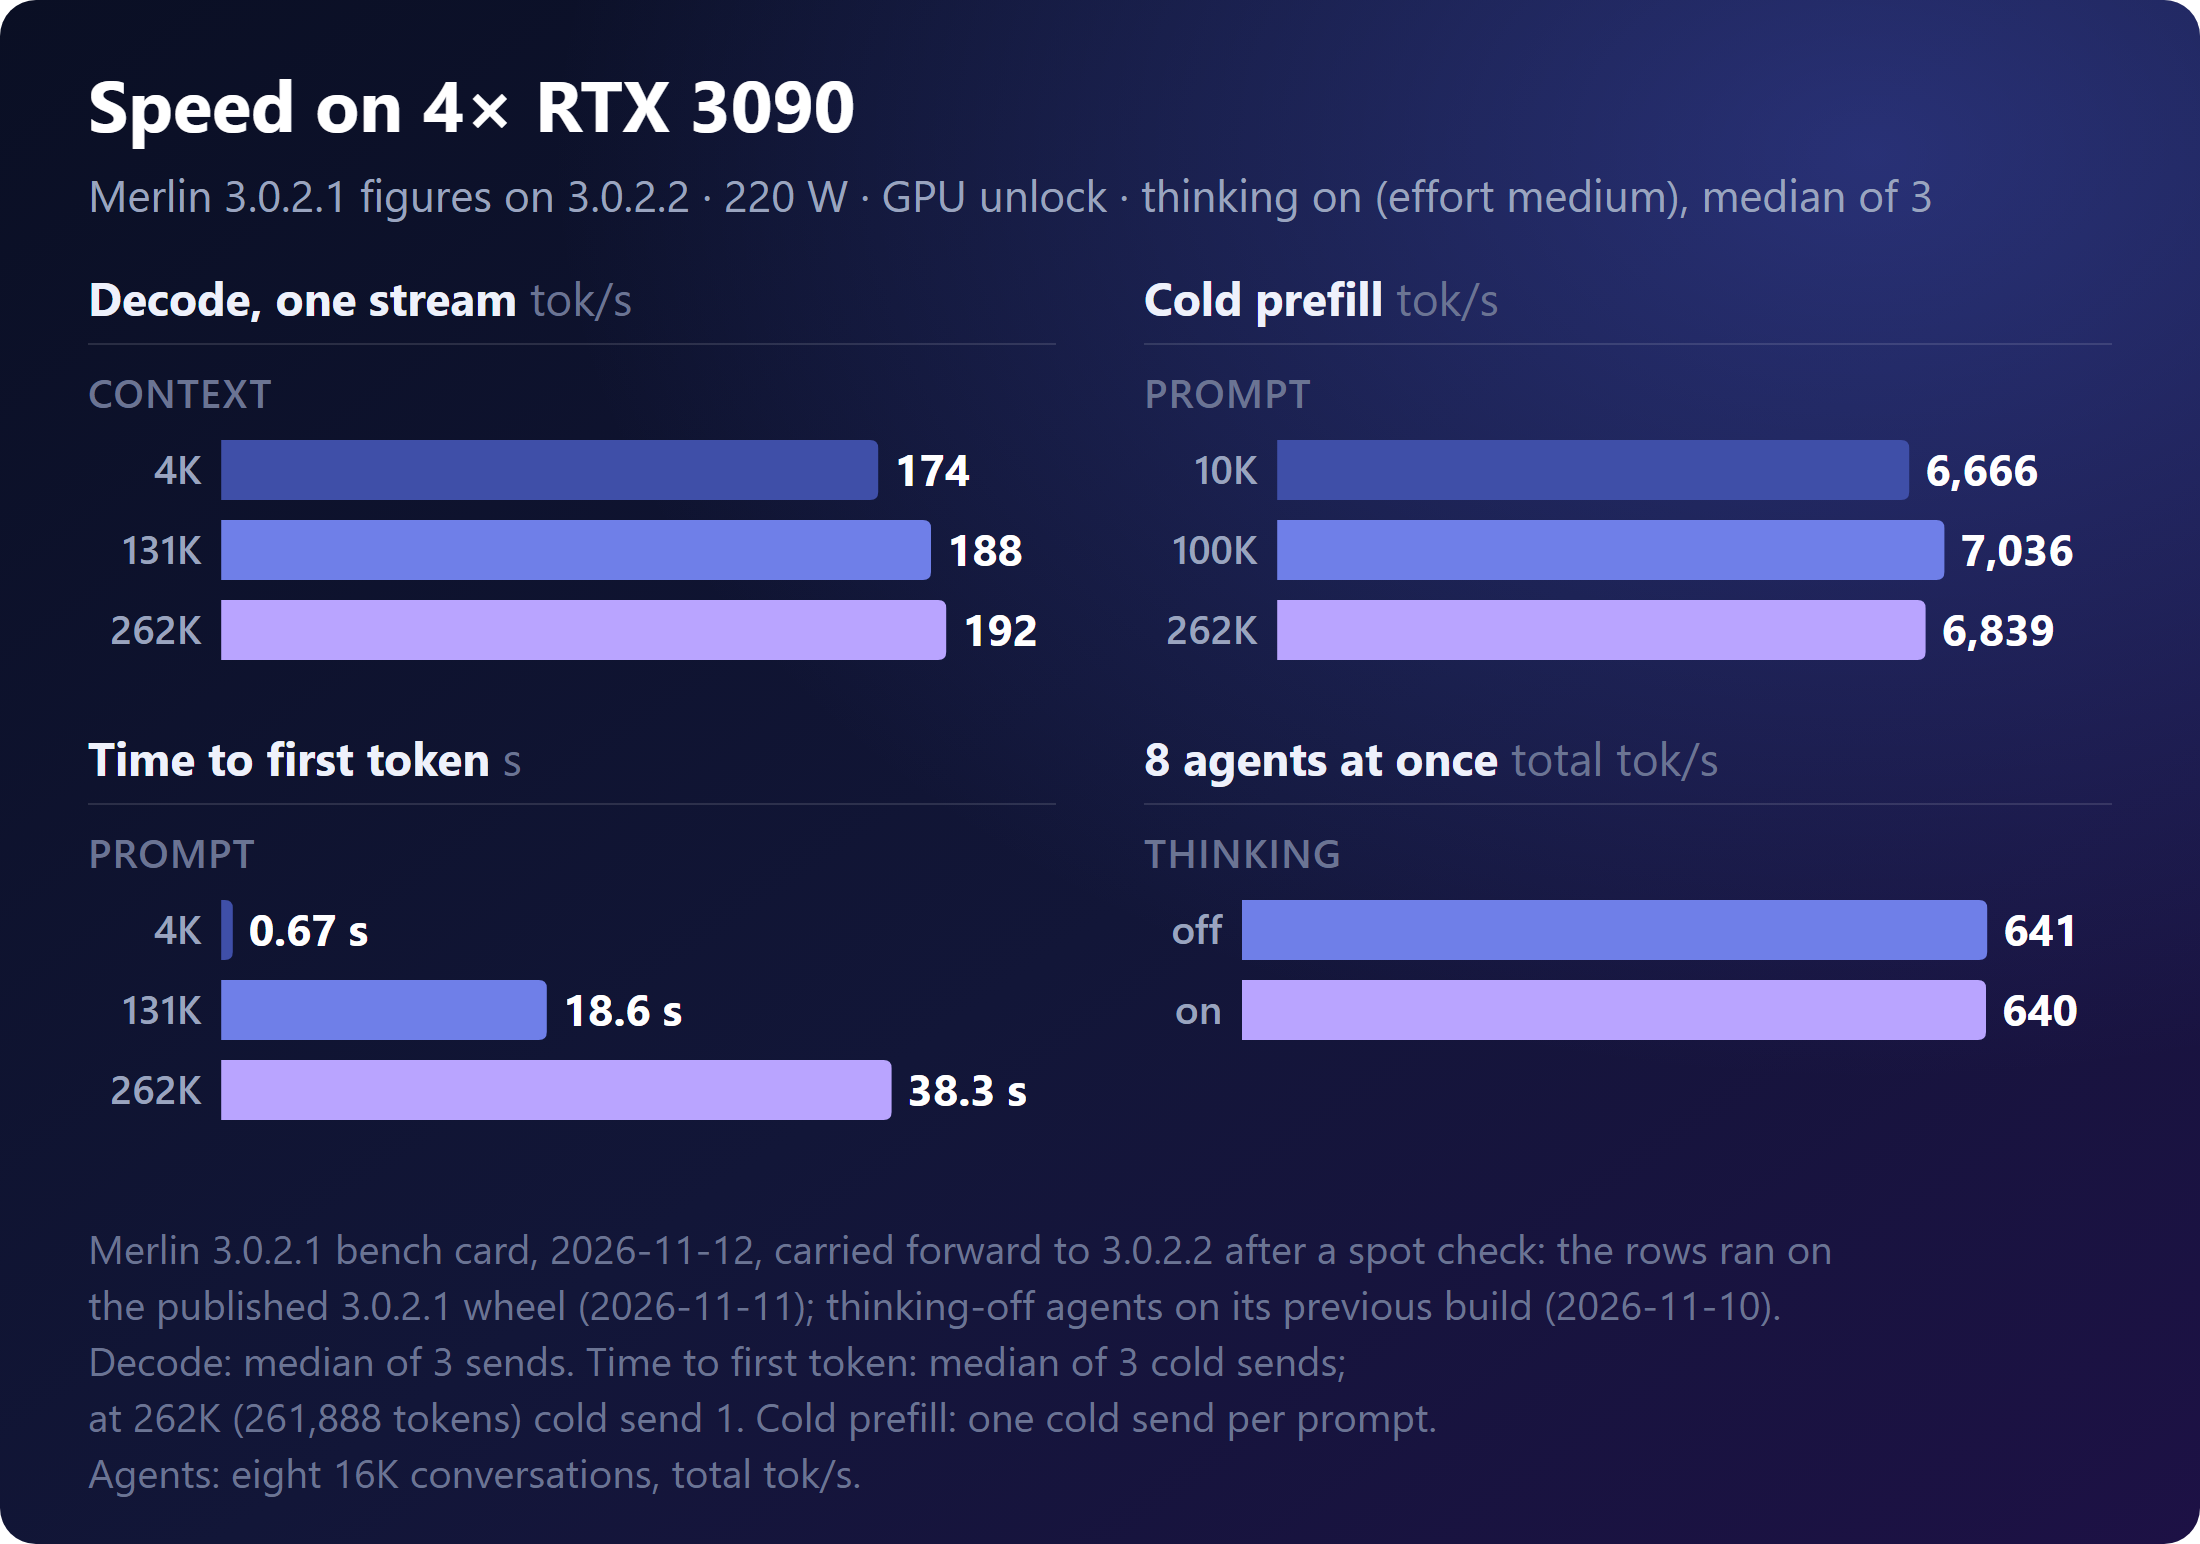 Speed on 4× RTX 3090
Merlin 3.0.2.1 figures on 3.0.2.2 · 220 W · GPU unlock · thinking on (effort medium), median of 3
Decode, one stream tok/s
CONTEXT
4K 174
131K 188
262K 192
Cold prefill tok/s
PROMPT
10K 6,666
100K 7,036
262K 6,839
Time to first token s
PROMPT
4K 0.67 s
131K 18.6 s
262K 38.3 s
8 agents at once total tok/s
THINKING
off 641
on 640
Merlin 3.0.2.1 bench card, 2026-11-12, carried forward to 3.0.2.2 after a spot check: the rows ran on
the published 3.0.2.1 wheel (2026-11-11); thinking-off agents on its previous build (2026-11-10).
Decode: median of 3 sends. Time to first token: median of 3 cold sends;
at 262K (261,888 tokens) cold send 1. Cold prefill: one cold send per prompt.
Agents: eight 16K conversations, total tok/s.